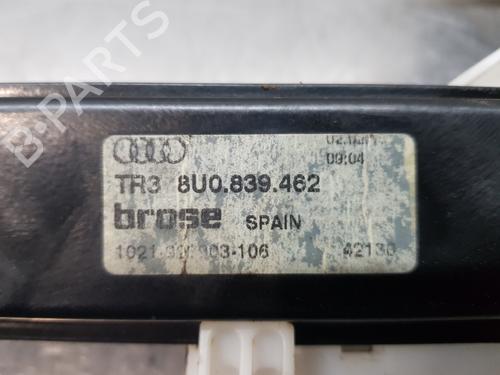 B-PARTS
09:04
TR3 8U0.839.462
brose SPAIN
42130